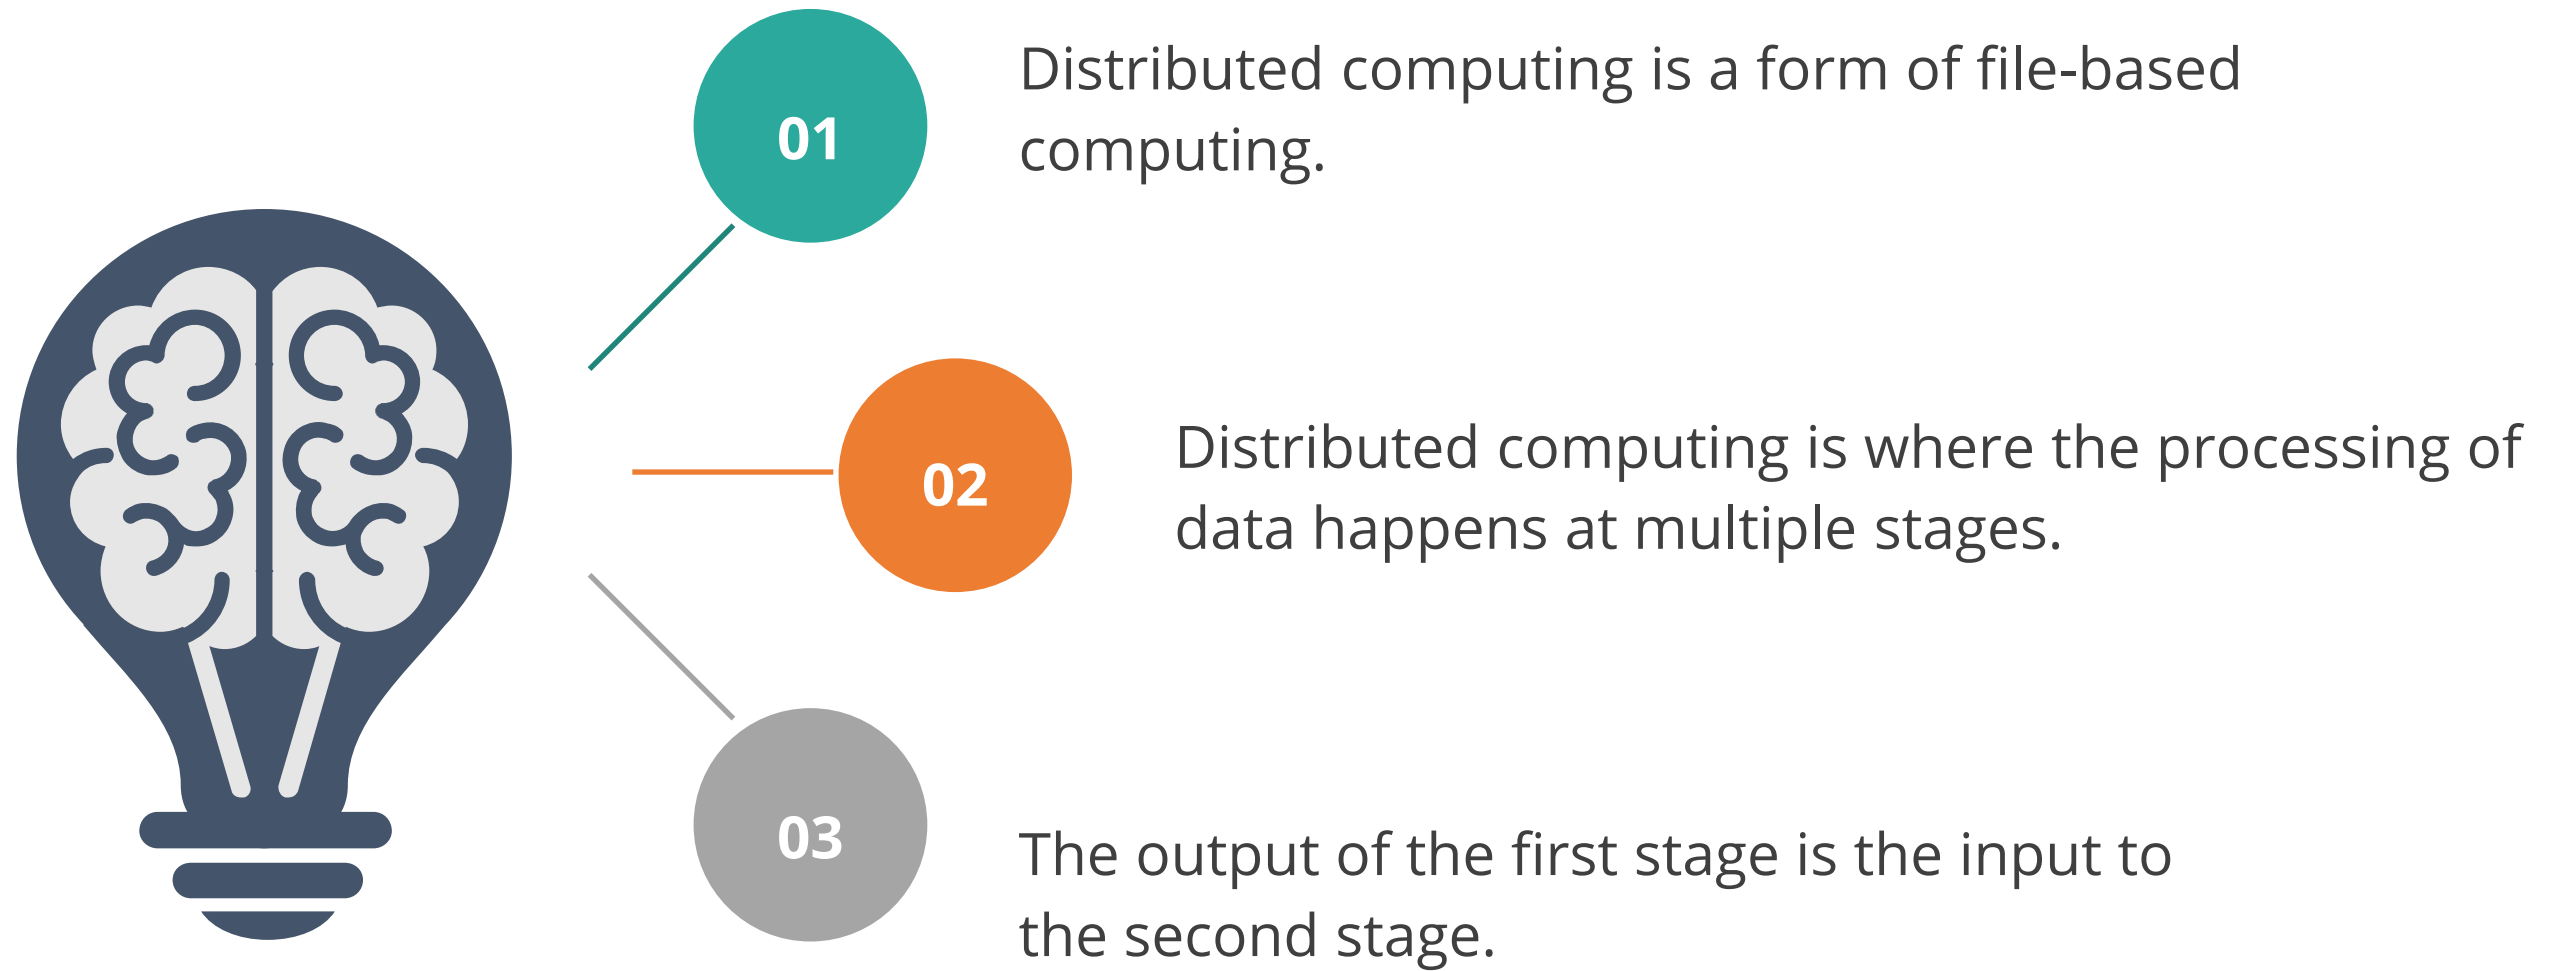 01
Distributed computing is a form of file-based
computing.
02
Distributed computing is where the processing of
data happens at multiple stages.
03
The output of the first stage is the input to
the second stage.